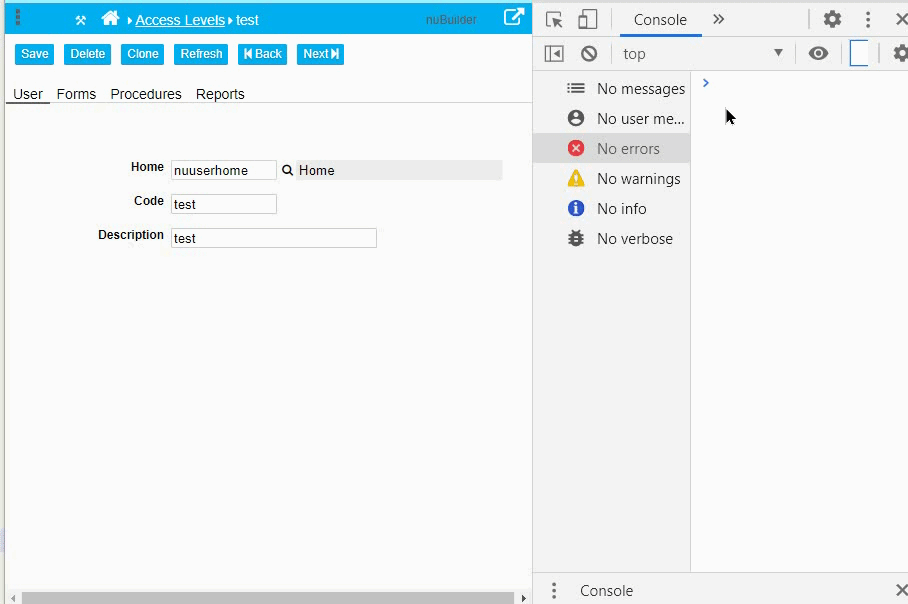 Access Levels test nuBuilder
Save Delete Clone Refresh Back Next
User Forms Procedures Reports
Home nuuserhome Home
Code test
Description test
Console
top
No messages
No user me...
No errors
No warnings
No info
No verbose
Console